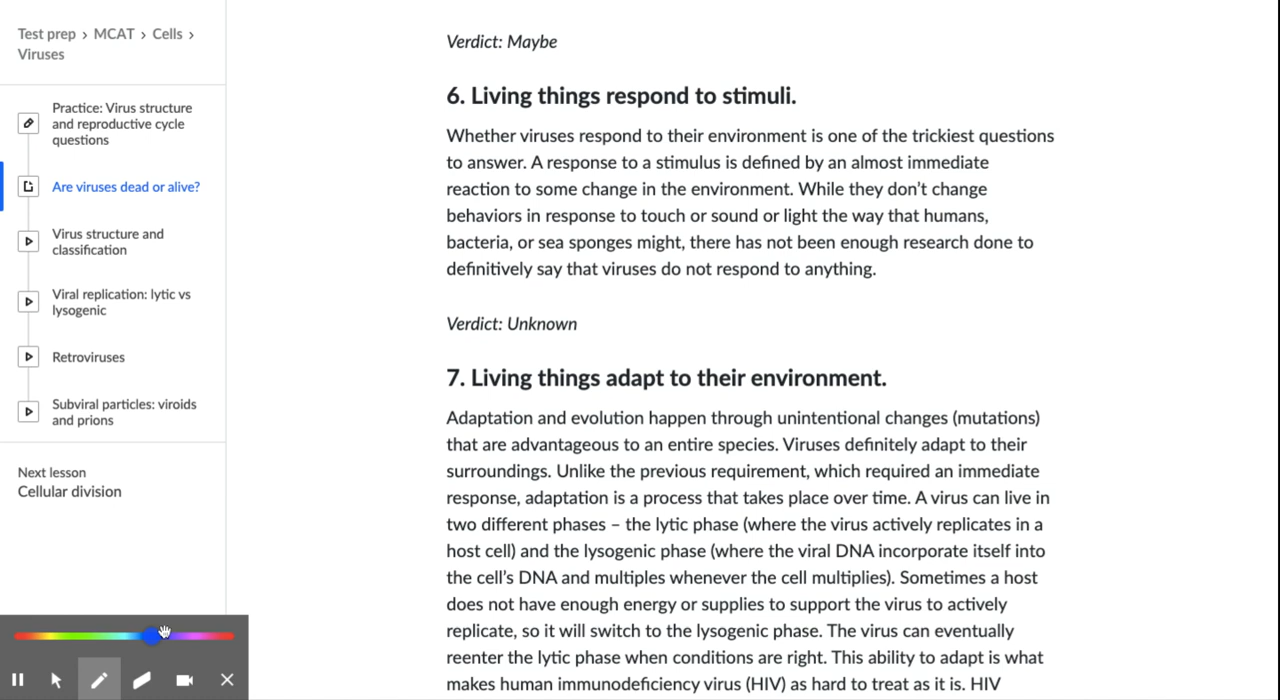 Test prep › MCAT › Cells ›
Viruses
Practice: Virus structure
and reproductive cycle
questions
Are viruses dead or alive?
Virus structure and
classification
Viral replication: lytic vs
lysogenic
Retroviruses
Subviral particles: viroids
and prions
Next lesson
Cellular division
Verdict: Maybe
6. Living things respond to stimuli.
Whether viruses respond to their environment is one of the trickiest questions
to answer. A response to a stimulus is defined by an almost immediate
reaction to some change in the environment. While they don't change
behaviors in response to touch or sound or light the way that humans,
bacteria, or sea sponges might, there has not been enough research done to
definitively say that viruses do not respond to anything.
Verdict: Unknown
7. Living things adapt to their environment.
Adaptation and evolution happen through unintentional changes (mutations)
that are advantageous to an entire species. Viruses definitely adapt to their
surroundings. Unlike the previous requirement, which required an immediate
response, adaptation is a process that takes place over time. A virus can live in
two different phases – the lytic phase (where the virus actively replicates in a
host cell) and the lysogenic phase (where the viral DNA incorporate itself into
the cell's DNA and multiples whenever the cell multiplies). Sometimes a host
does not have enough energy or supplies to support the virus to actively
replicate, so it will switch to the lysogenic phase. The virus can eventually
reenter the lytic phase when conditions are right. This ability to adapt is what
makes human immunodeficiency virus (HIV) as hard to treat as it is. HIV